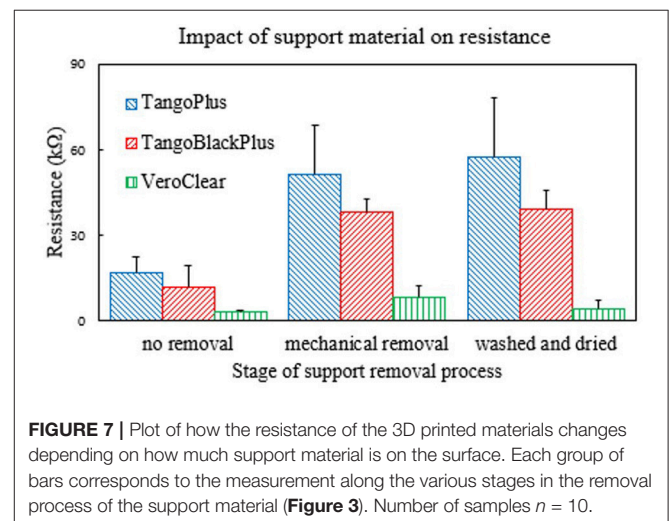 Impact of support material on resistance
90
60
30
0
Resistance (kΩ)
TangoPlus
TangoBlackPlus
VeroClear
no removal mechanical removal washed and dried
Stage of support removal process
FIGURE 7 | Plot of how the resistance of the 3D printed materials changes
depending on how much support material is on the surface. Each group of
bars corresponds to the measurement along the various stages in the removal
process of the support material (Figure 3). Number of samples n = 10.